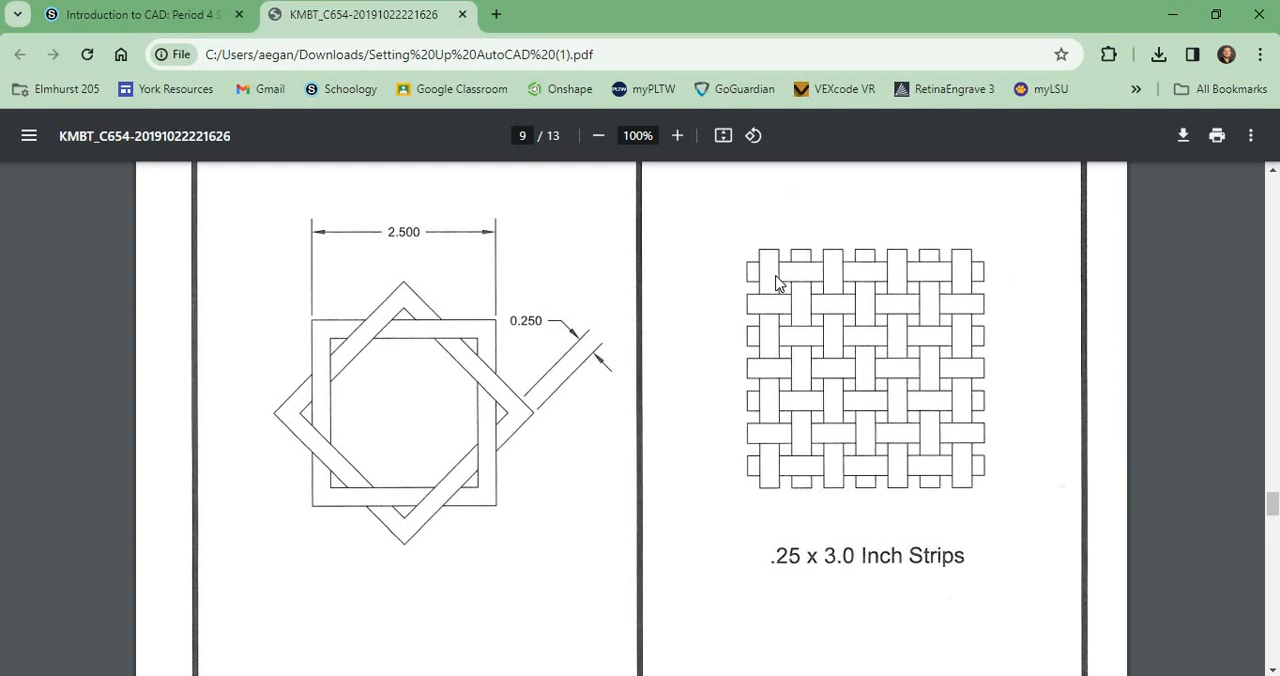 Introduction to CAD: Period 4 S
KMBT_C654-20191022221626
File
C:/Users/aegan/Downloads/Setting%20Up%20AutoCAD%20(1).pdf
Elmhurst 205
York Resources
Gmail
Schoology
Google Classroom
Onshape
myPLTW
GoGuardian
VEXcode VR
RetinaEngrave 3
myLSU
All Bookmarks
KMBT_C654-20191022221626
9 / 13
100%
2.500
0.250
.25 x 3.0 Inch Strips